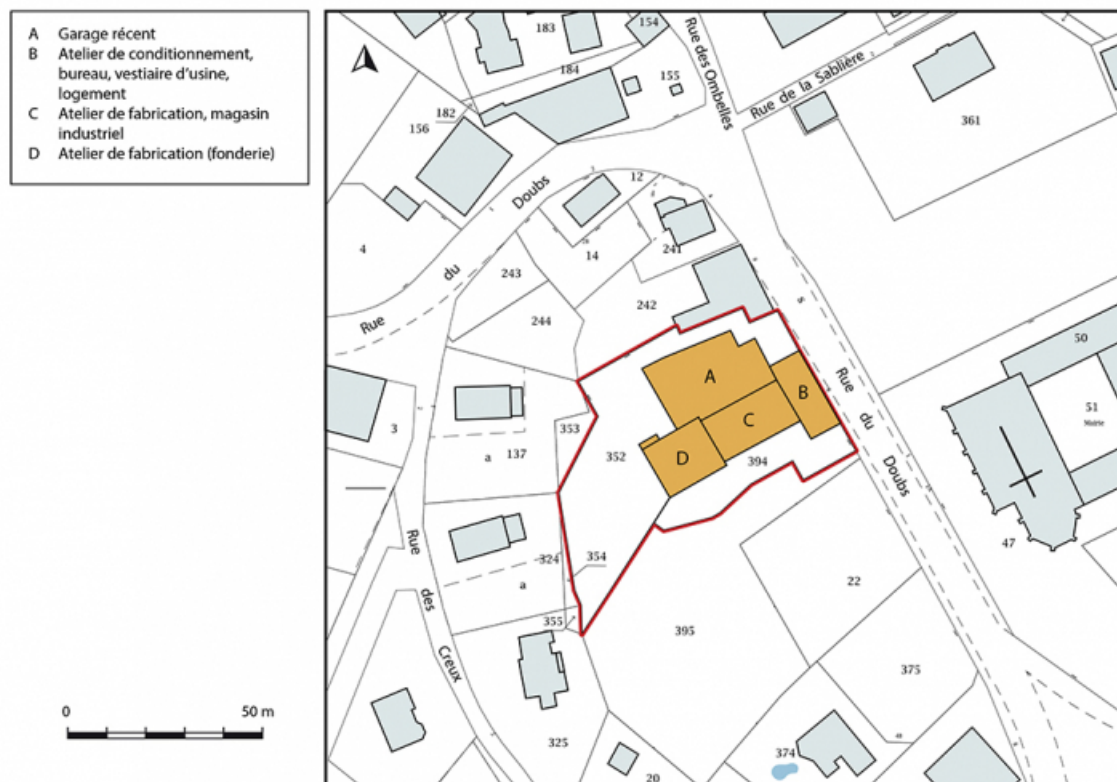 A Garage récent
B Atelier de conditionnement,
bureau, vestiaire d'usine,
logement
C Atelier de fabrication, magasin
industriel
D Atelier de fabrication (fonderie)
0 50 m
183
154
184
155
182
156
Rue des Ombelles
Rue de la Sablière
361
Rue du Doubs
12
4
14
241
243
242
244
50
51
Mairie
A
B
C
D
Rue du Doubs
3
353
352
394
a 137
47
324
354
a
22
355
395
375
Rue des Creux
325
374
20